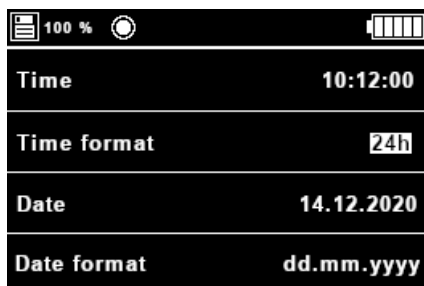 100 %
Time 10:12:00
Time format 24h
Date 14.12.2020
Date format dd.mm.yyyy